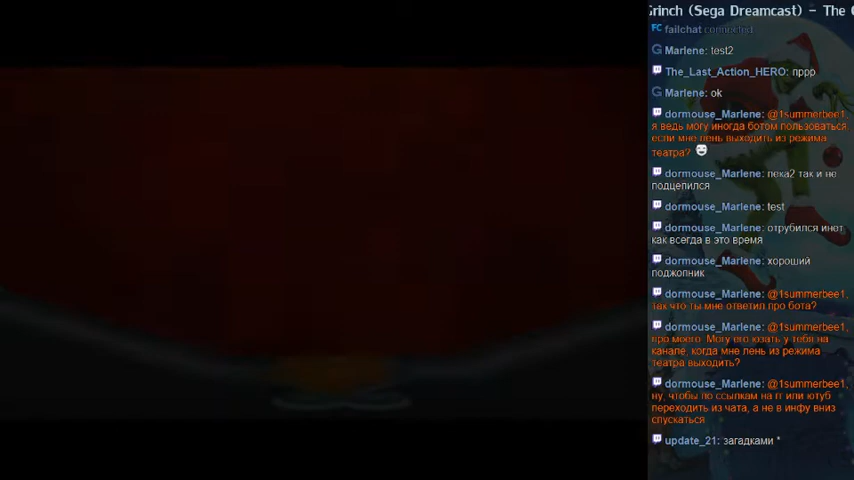 Grinch (Sega Dreamcast) - The G
failchat connected
Marlene: test2
The_Last_Action_HERO: пррр
Marlene: ok
dormouse_Marlene: @1summerbee1,
я ведь могу иногда ботом пользоваться,
если мне лень выходить из режима
театра?
dormouse_Marlene: пека2 так и не
подцепился
dormouse_Marlene: test
dormouse_Marlene: отрубился инет
как всегда в это время
dormouse_Marlene: хороший
поджопник
dormouse_Marlene: @1summerbee1,
так что ты мне ответил про бота?
dormouse_Marlene: @1summerbee1,
про моего. Могу его юзать у тебя на
канале, когда мне лень из режима
театра выходить?
dormouse_Marlene: @1summerbee1,
ну, чтобы по ссылкам на гг или ютуб
переходить из чата, а не в инфу вниз
спускаться
update_21: загадками *